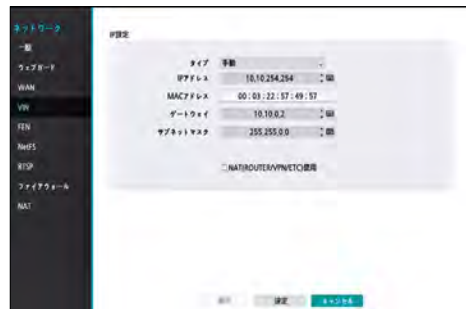 ネットワーク
一般
ウェブガード
WAN
VIN
FEN
NetFS
RTSP
ファイアウォール
NAT
IP設定
タイプ 手動
IPアドレス 10.10.254.254
MACアドレス 00:03:22:57:49:57
ゲートウェイ 10.10.0.2
サブネットマスク 255.255.0.0
NAT(ROUTER/VPN/ETC)使用
設定 キャンセル